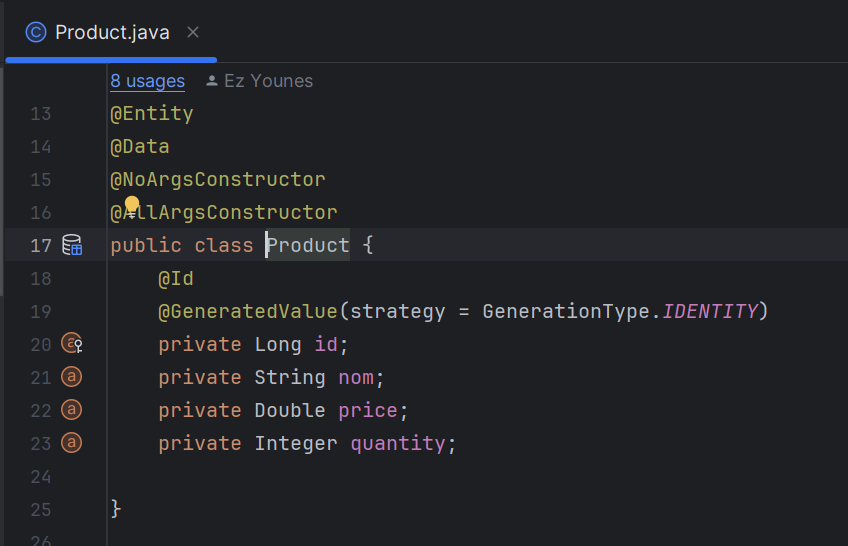 Product.java
8 usages Ez Younes
13 @Entity
14 @Data
15 @NoArgsConstructor
16 @AllArgsConstructor
17 public class Product {
18 @Id
19 @GeneratedValue(strategy = GenerationType.IDENTITY)
20 private Long id;
21 private String nom;
22 private Double price;
23 private Integer quantity;
24
25 }
26